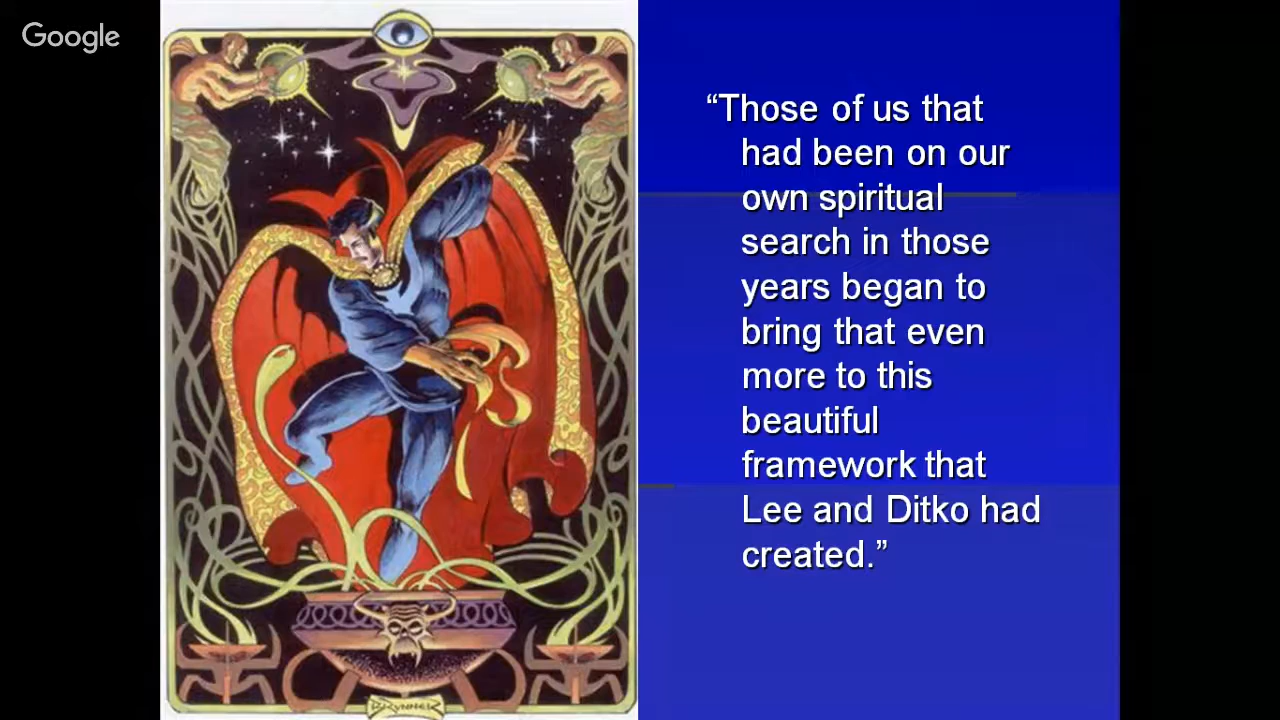 Google
“Those of us that
had been on our
own spiritual
search in those
years began to
bring that even
more to this
beautiful
framework that
Lee and Ditko had
created.”
BRUNNER